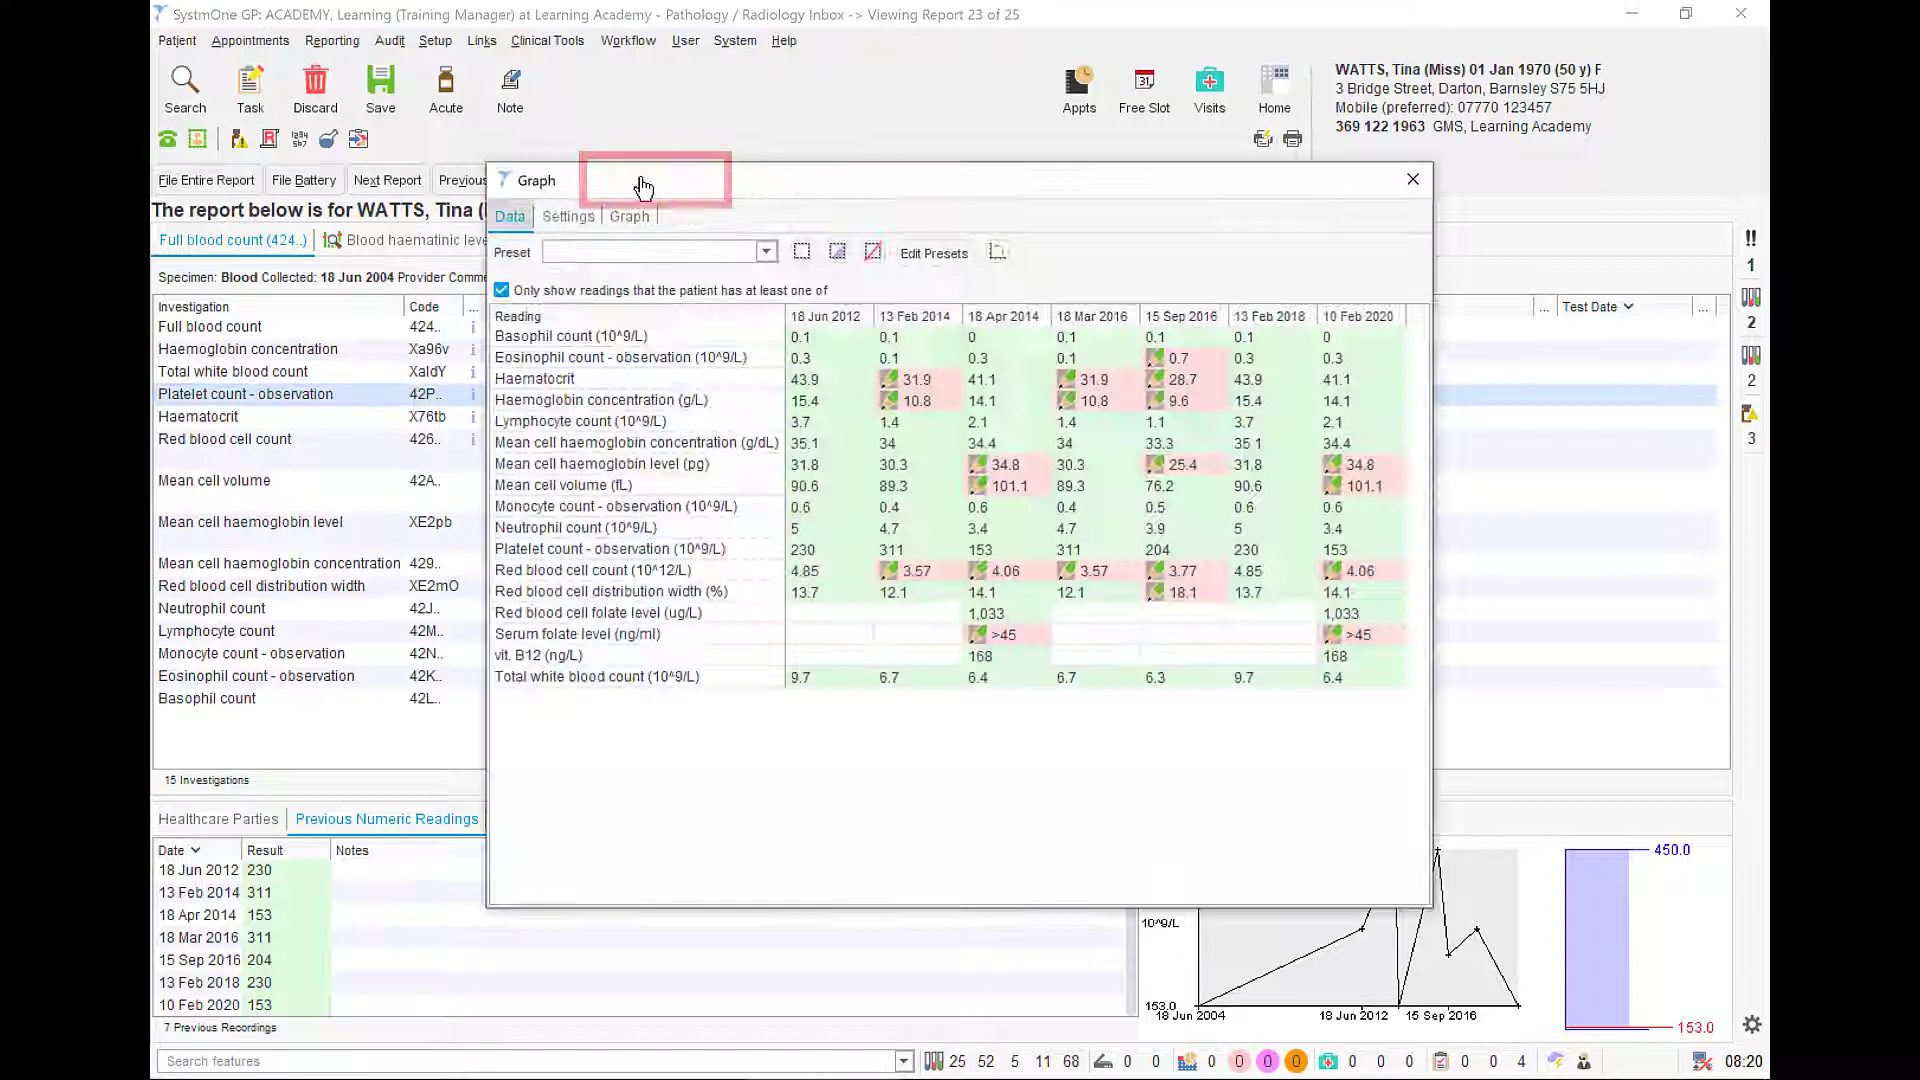 SystmOne GP: ACADEMY, Learning (Training Manager) at Learning Academy - Pathology / Radiology Inbox -> Viewing Report 23 of 25
Patient Appointments Reporting Audit Setup Links Clinical Tools Workflow User System Help
Search Task Discard Save Acute Note
Appts Free Slot Visits Home
WATTS, Tina (Miss) 01 Jan 1970 (50 y) F
3 Bridge Street, Darton, Barnsley S75 5HJ
Mobile (preferred): 07770 123457
369 122 1963 GMS, Learning Academy
File Entire Report File Battery Next Report Previou
The report below is for WATTS, Tina (
Full blood count (424..) Blood haematinic leve
Specimen: Blood Collected: 18 Jun 2004 Provider Comme
Investigation Code ...
Full blood count 424..
Haemoglobin concentration Xa96v
Total white blood count XaIdY
Platelet count - observation 42P..
Haematocrit X76tb
Red blood cell count 426..
Mean cell volume 42A..
Mean cell haemoglobin level XE2pb
Mean cell haemoglobin concentration 429..
Red blood cell distribution width XE2mO
Neutrophil count 42J..
Lymphocyte count 42M..
Monocyte count - observation 42N..
Eosinophil count - observation 42K..
Basophil count 42L..
15 Investigations
Graph
Data Settings Graph
Preset Edit Presets
Only show readings that the patient has at least one of
Reading 18 Jun 2012 13 Feb 2014 18 Apr 2014 18 Mar 2016 15 Sep 2016 13 Feb 2018 10 Feb 2020
Basophil count (10^9/L) 0.1 0.1 0 0.1 0.1 0.1 0
Eosinophil count - observation (10^9/L) 0.3 0.1 0.3 0.1 0.7 0.3 0.3
Haematocrit 43.9 31.9 41.1 31.9 28.7 43.9 41.1
Haemoglobin concentration (g/L) 15.4 10.8 14.1 10.8 9.6 15.4 14.1
Lymphocyte count (10^9/L) 3.7 1.4 2.1 1.4 1.1 3.7 2.1
Mean cell haemoglobin concentration (g/dL) 35.1 34 34.4 34 33.3 35.1 34.4
Mean cell haemoglobin level (pg) 31.8 30.3 34.8 30.3 25.4 31.8 34.8
Mean cell volume (fL) 90.6 89.3 101.1 89.3 76.2 90.6 101.1
Monocyte count - observation (10^9/L) 0.6 0.4 0.6 0.4 0.5 0.6 0.6
Neutrophil count (10^9/L) 5 4.7 3.4 4.7 3.9 5 3.4
Platelet count - observation (10^9/L) 230 311 153 311 204 230 153
Red blood cell count (10^12/L) 4.85 3.57 4.06 3.57 3.77 4.85 4.06
Red blood cell distribution width (%) 13.7 12.1 14.1 12.1 18.1 13.7 14.1
Red blood cell folate level (ug/L) 1,033 1,033
Serum folate level (ng/ml) >45 >45
vit. B12 (ng/L) 168 168
Total white blood count (10^9/L) 9.7 6.7 6.4 6.7 6.3 9.7 6.4
... Test Date ...
!!
1
2
2
3
Healthcare Parties Previous Numeric Readings
Date Result Notes
18 Jun 2012 230
13 Feb 2014 311
18 Apr 2014 153
18 Mar 2016 311
15 Sep 2016 204
13 Feb 2018 230
10 Feb 2020 153
7 Previous Recordings
10^9/L
153.0
18 Jun 2004 18 Jun 2012 15 Sep 2016
450.0
153.0
Search features
25 52 5 11 68 0 0 0 0 0 0 0 0 0 0 0 4 08:20